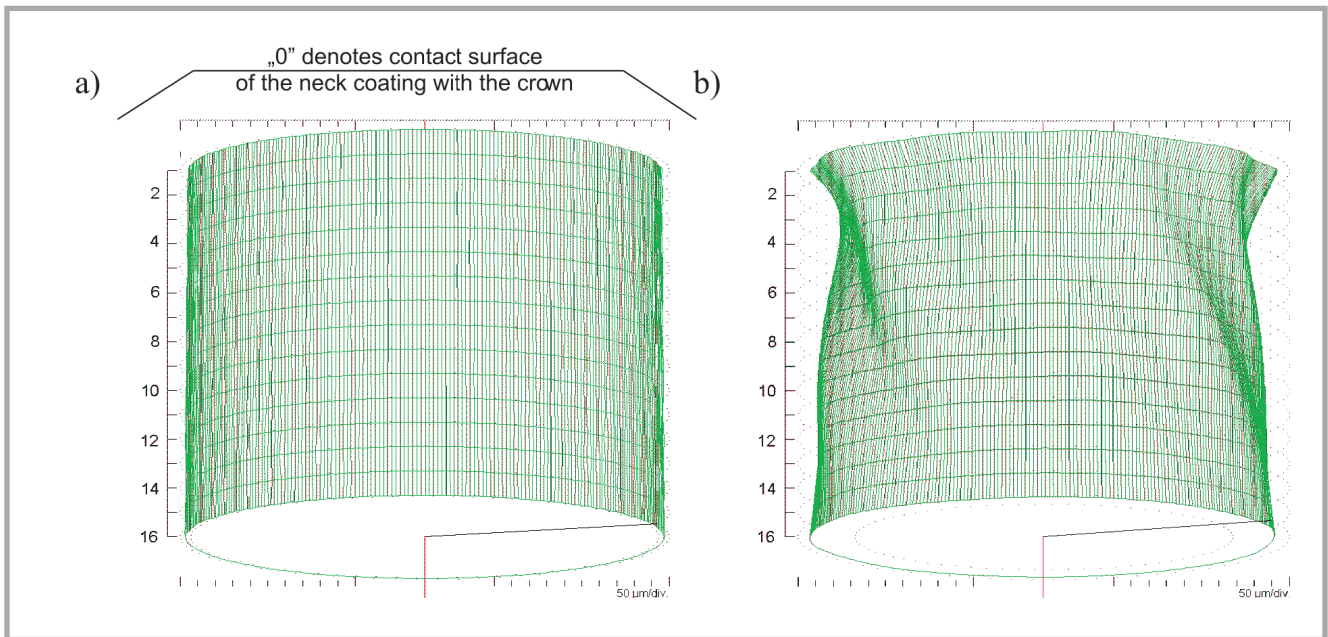 „0” denotes contact surface
of the neck coating with the crown
a)
b)
2
4
6
8
10
12
14
16
50 µm/div.
2
4
6
8
10
12
14
16
50 µm/div.